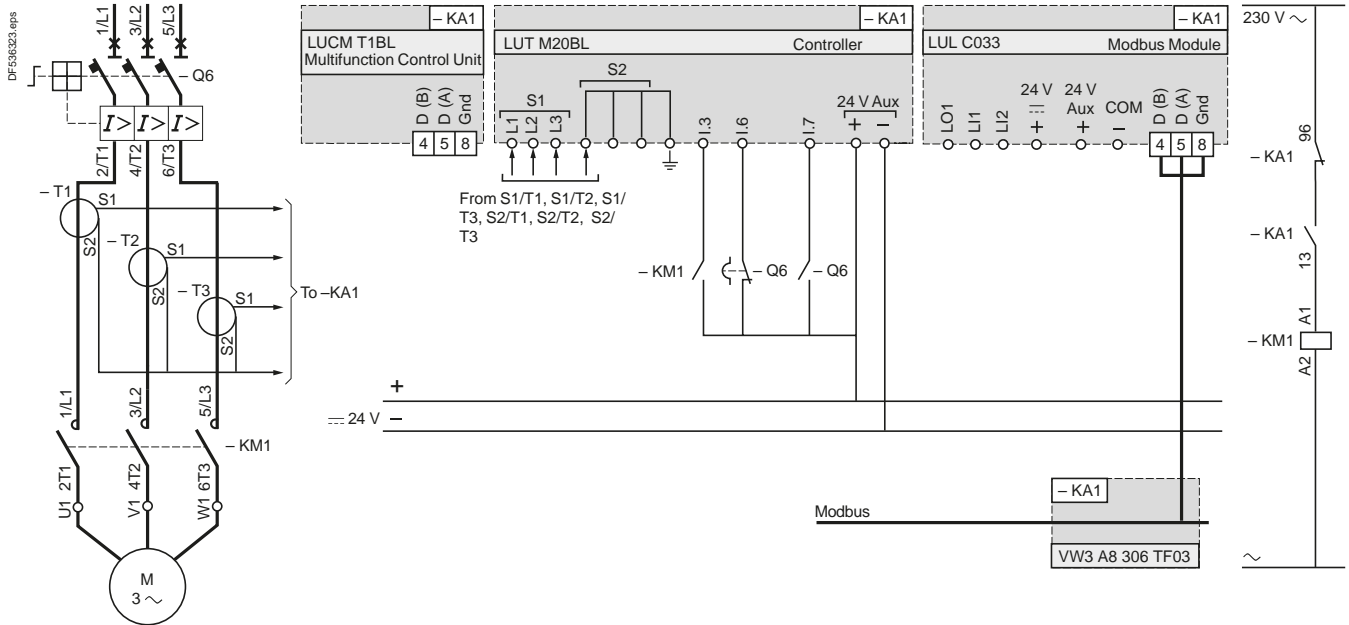 DF536323.eps
1/L1
3/L2
5/L3
– Q6
I>
I>
I>
2/T1
4/T2
6/T3
– T1
S1
S2
– T2
S1
S2
– T3
S1
S2
To –KA1
1/L1
3/L2
5/L3
– KM1
2T1
4T2
6T3
U1
V1
W1
M
3 ~
– KA1
LUCM T1BL
Multifunction Control Unit
D (B)
D (A)
Gnd
4 5 8
– KA1
LUT M20BL Controller
S2
S1
24 V Aux
L1
L2
L3
I.3
I.6
I.7
+
–
From S1/T1, S1/T2, S1/
T3, S2/T1, S2/T2, S2/
T3
– KM1
– Q6
– Q6
+
24 V –
– KA1
LUL C033 Modbus Module
LO1
LI1
LI2
24 V
+
24 V
Aux
+
COM
–
D (B)
D (A)
Gnd
4 5 8
– KA1
Modbus
VW3 A8 306 TF03
230 V ~
96
– KA1
– KA1
13
A1
– KM1
A2
~